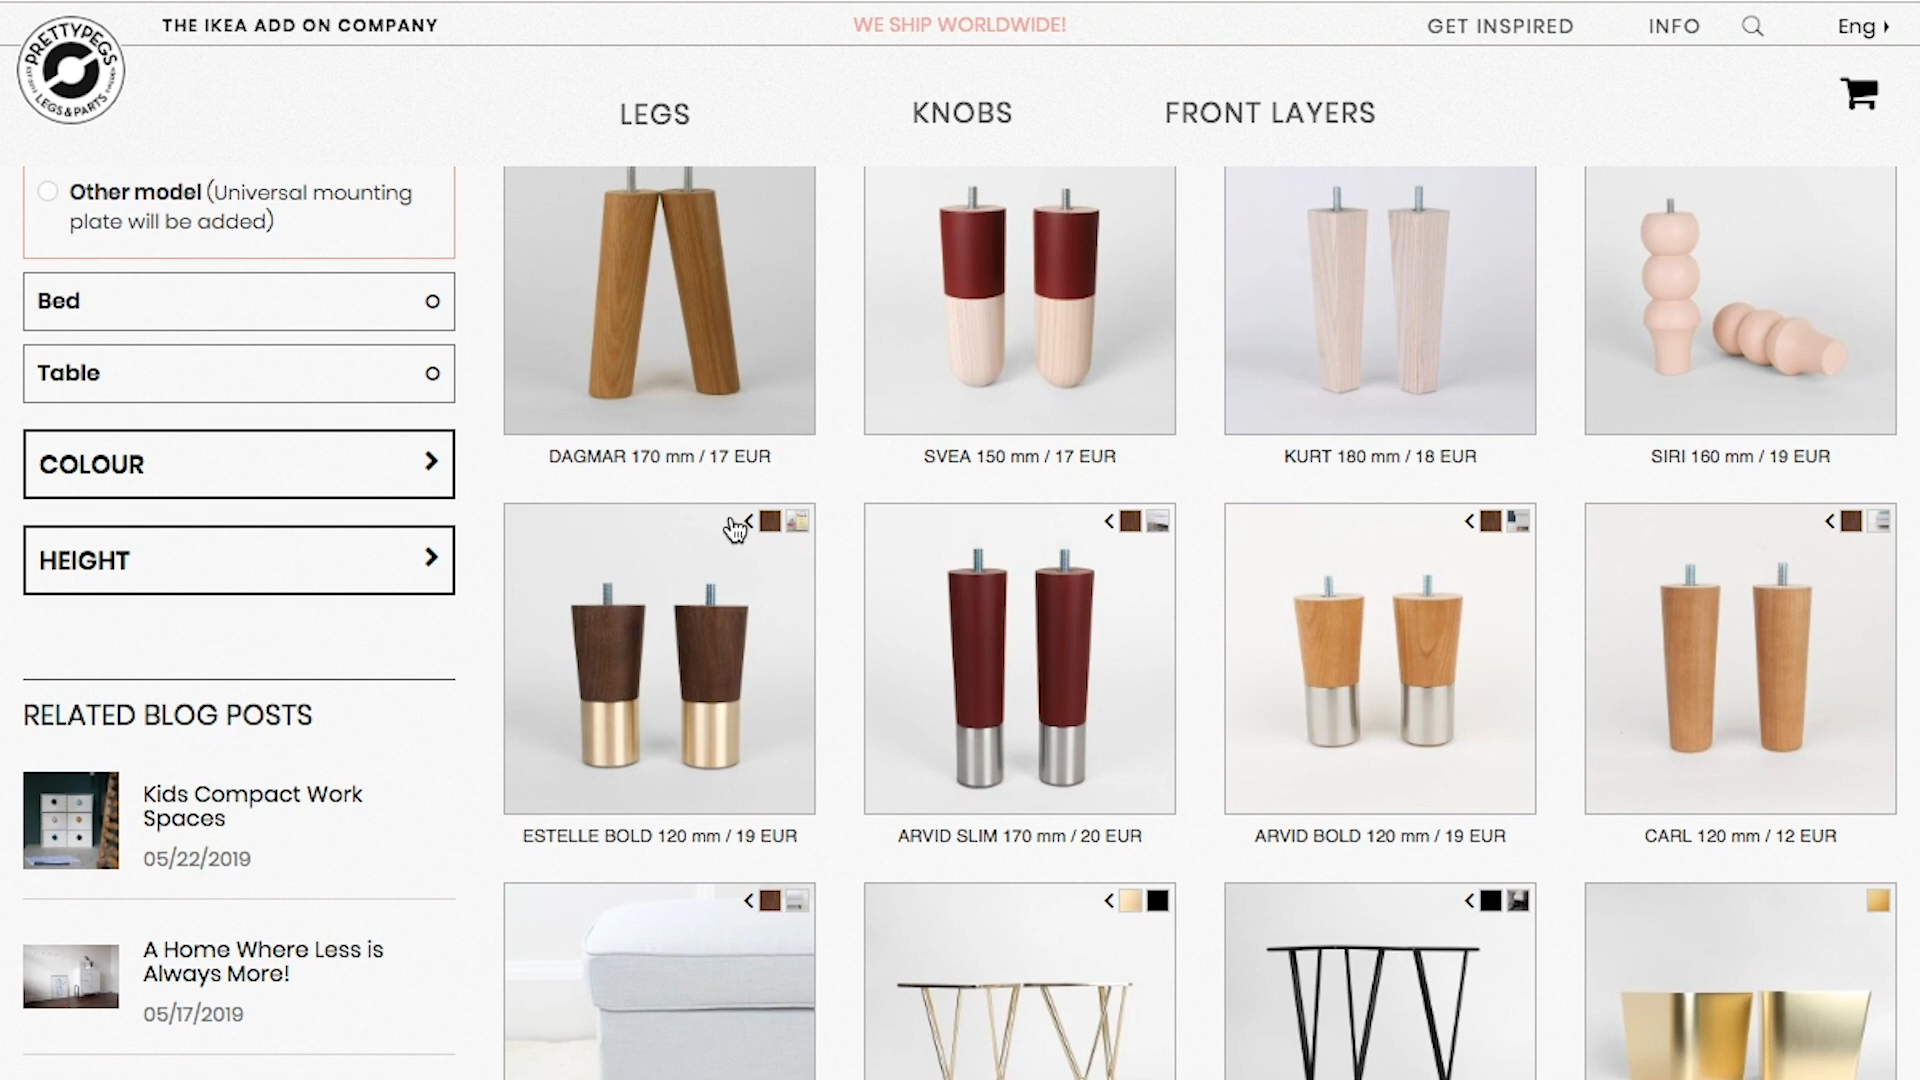 THE IKEA ADD ON COMPANY
WE SHIP WORLDWIDE!
GET INSPIRED
INFO
Eng
PRETTYPEGS
LEGS & PARTS
LEGS
KNOBS
FRONT LAYERS
Other model (Universal mounting
plate will be added)
Bed
Table
COLOUR
HEIGHT
RELATED BLOG POSTS
Kids Compact Work
Spaces
05/22/2019
A Home Where Less is
Always More!
05/17/2019
DAGMAR 170 mm / 17 EUR
SVEA 150 mm / 17 EUR
KURT 180 mm / 18 EUR
SIRI 160 mm / 19 EUR
ESTELLE BOLD 120 mm / 19 EUR
ARVID SLIM 170 mm / 20 EUR
ARVID BOLD 120 mm / 19 EUR
CARL 120 mm / 12 EUR